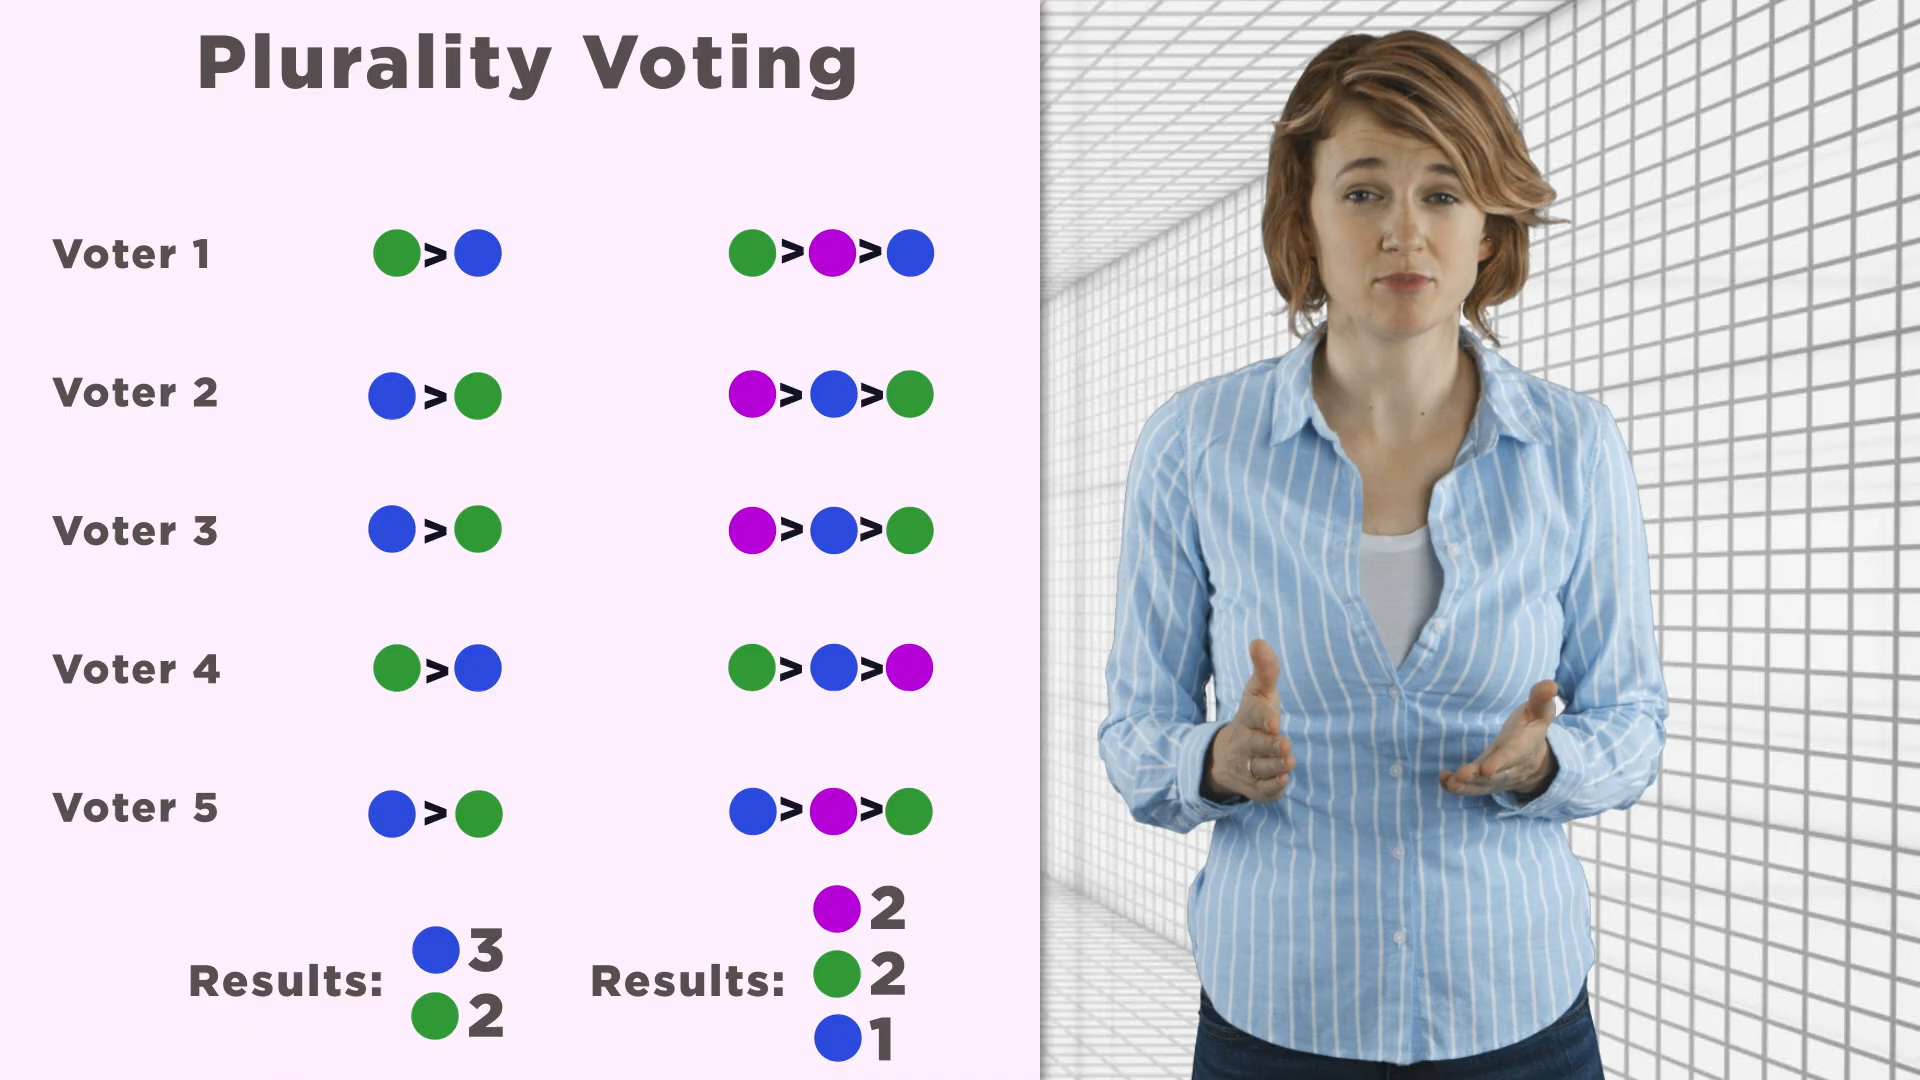 Plurality Voting
Voter 1 > > >
Voter 2 > > >
Voter 3 > > >
Voter 4 > > >
Voter 5 > > >
Results: 3 2
Results: 2 2 1